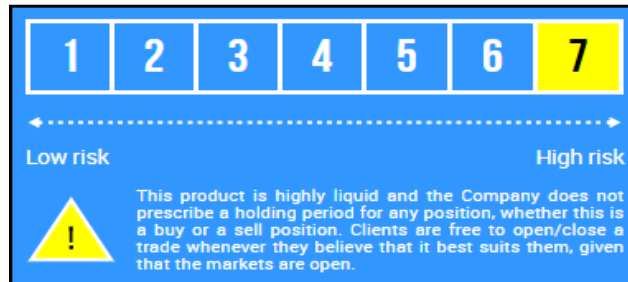 1 2 3 4 5 6 7
Low risk High risk
This product is highly liquid and the Company does not
prescribe a holding period for any position, whether this is
a buy or a sell position. Clients are free to open/close a
trade whenever they believe that it best suits them, given
that the markets are open.
!